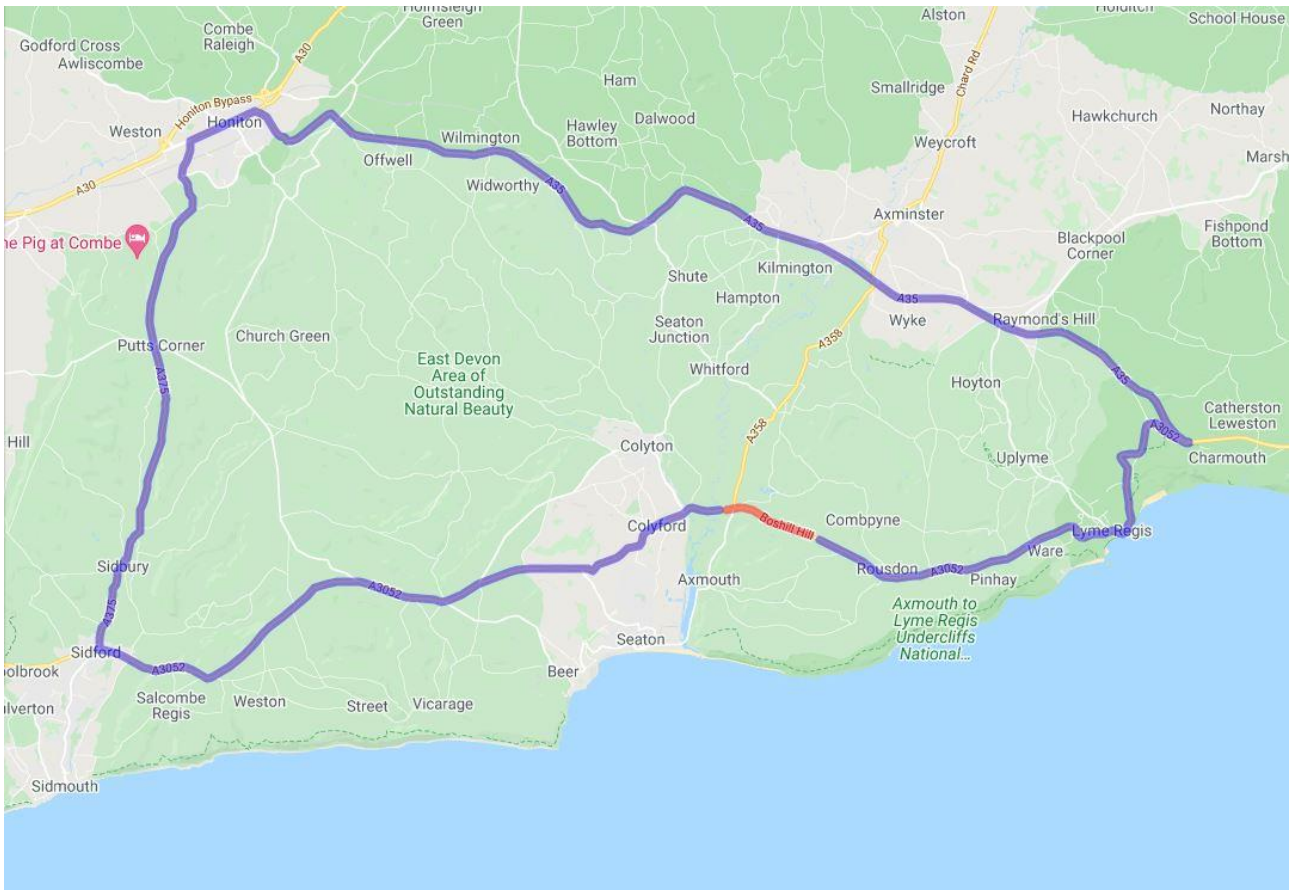 Holmsleigh
Green
Holditch
School House
Alston
Combe
Raleigh
A30
Godford Cross
Awliscombe
Ham
Smallridge
Chard Rd
Honiton Bypass
Northay
Dalwood
Hawkchurch
Weston
Honiton
Wilmington
Hawley
Bottom
Weycroft
Marsh
Offwell
Widworthy
A35
A30
Axminster
Fishpond
Bottom
A35
ne Pig at Combe
Blackpool
Corner
Kilmington
Shute
Hampton
A35
Raymond's Hill
Wyke
Seaton
Junction
A358
Church Green
Putts Corner
East Devon
Area of
Outstanding
Natural Beauty
Whitford
A35
Hoyton
A375
Catherston
Leweston
A358
A3052
Hill
Colyton
Uplyme
Charmouth
Colyford
Boshill Hill
Combpyne
Lyme Regis
Ware
Sidbury
Axmouth
Rousdon
A3052
Pinhay
A3052
A375
Axmouth to
Lyme Regis
Undercliffs
National...
Sidford
Seaton
oolbrook
A3052
Beer
Salcombe
Regis
Weston
Street
Vicarage
ulverton
Sidmouth